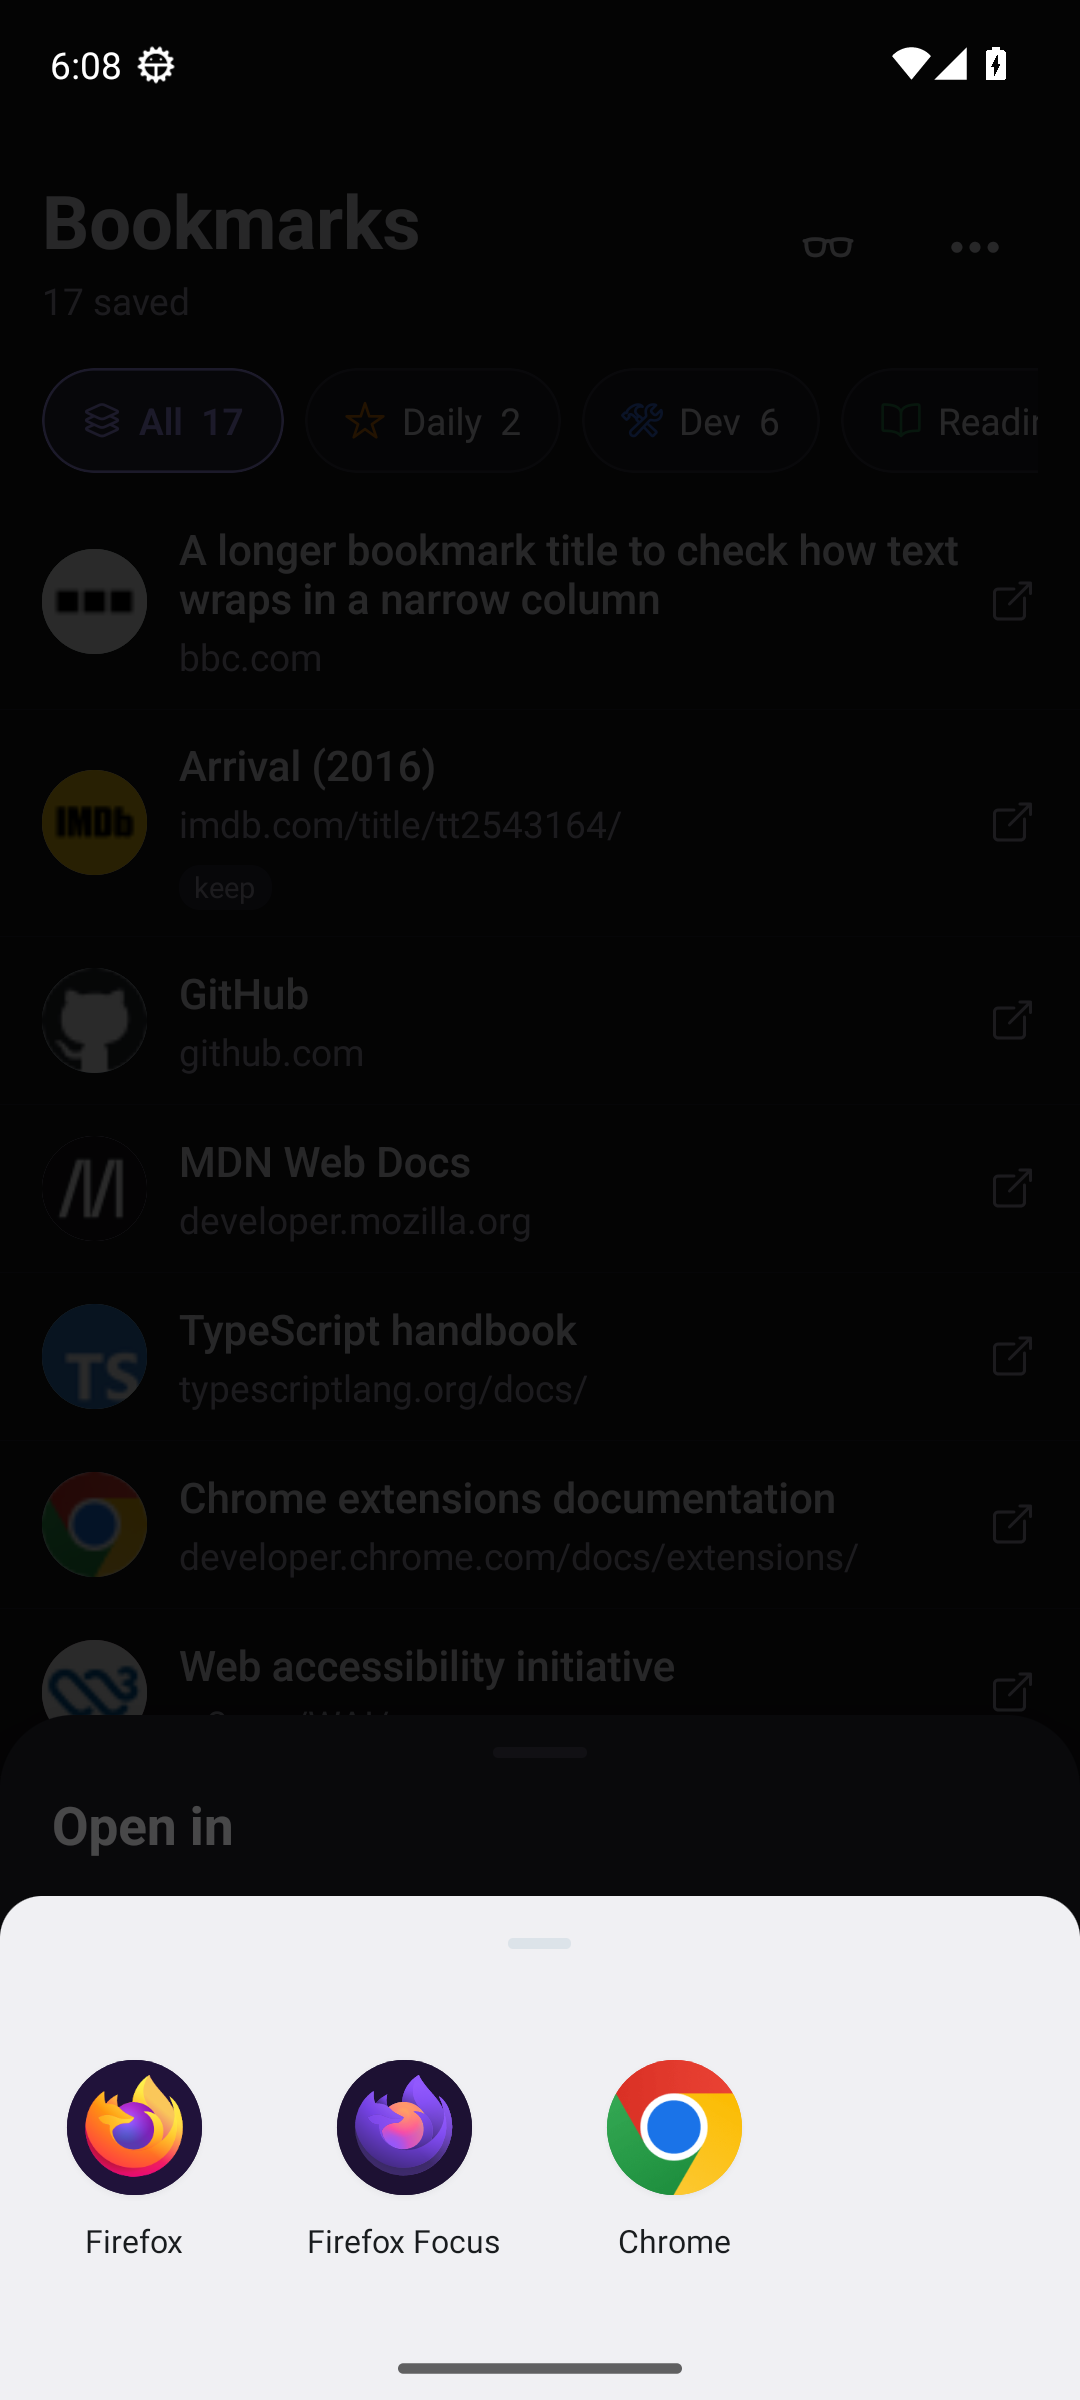 6:08
Bookmarks
17 saved
All 17
Daily 2
Dev 6
Readin
A longer bookmark title to check how text
wraps in a narrow column
bbc.com
IMDb
Arrival (2016)
imdb.com/title/tt2543164/
keep
GitHub
github.com
MDN Web Docs
developer.mozilla.org
TS
TypeScript handbook
typescriptlang.org/docs/
Chrome extensions documentation
developer.chrome.com/docs/extensions/
Web accessibility initiative
Open in
Firefox
Firefox Focus
Chrome